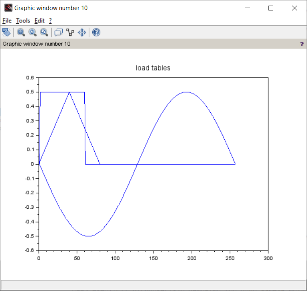 Graphic window number 10
File Tools Edit ?
Graphic window number 10 ?
load tables
0.6
0.5
0.4
0.3
0.2
0.1
0
-0.1
-0.2
-0.3
-0.4
-0.5
-0.6
0 50 100 150 200 250 300